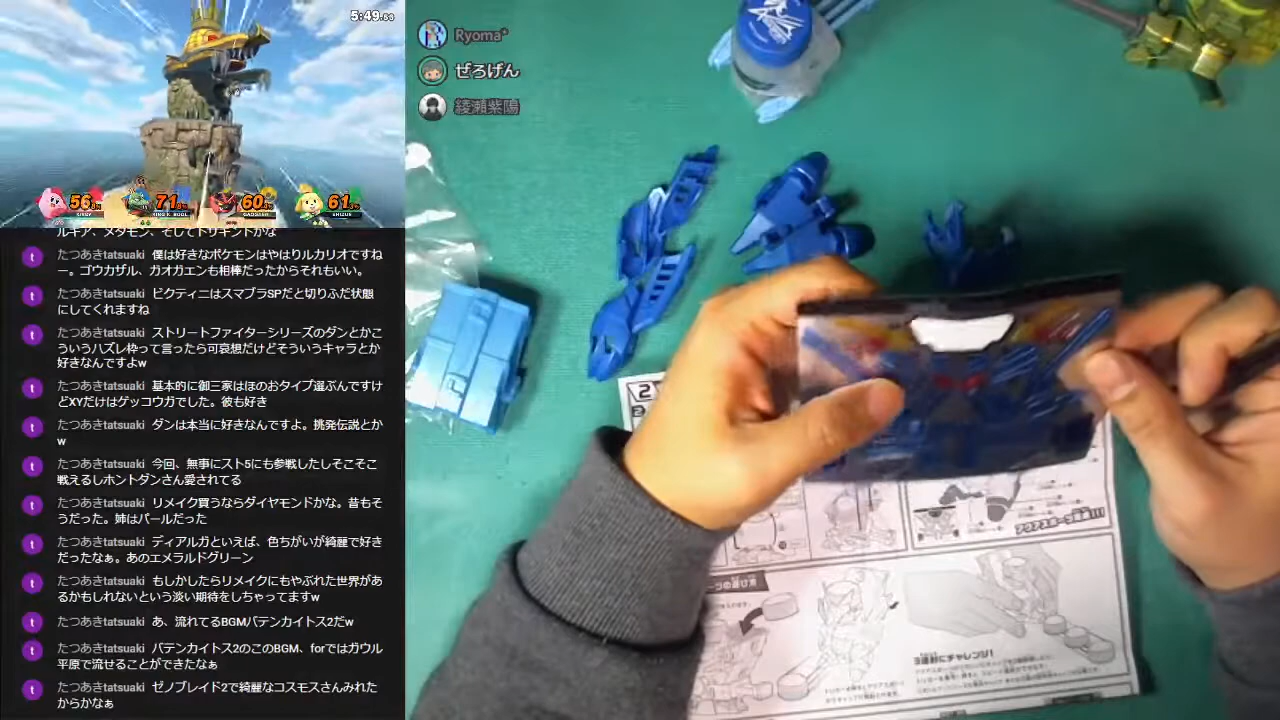 5:49.
56
71
60
61
KIRBY
KING K. ROOL
Ryoma*
ぜろげん
綾瀬紫陽
ルギア、メタモン、そしてトサキントかな
たつあきtatsuaki 僕は好きなポケモンはやはりルカリオですね
ー。ゴウカザル、ガオガエンも相棒だったからそれもいい。
たつあきtatsuaki ビクティニはスマブラSPだと切りふだ状態
にしてくれますね
たつあきtatsuaki ストリートファイターシリーズのダンとかこ
ういうハズレ枠って言ったら可哀想だけどそういうキャラとか
好きなんですよw
たつあきtatsuaki 基本的に御三家はほのおタイプ選ぶんですけ
どXYだけはゲッコウガでした。彼も好き
たつあきtatsuaki ダンは本当に好きなんですよ。挑発伝説とか
w
たつあきtatsuaki 今回、無事にスト5にも参戦したしそこそこ
戦えるしホントダンさん愛されてる
たつあきtatsuaki リメイク買うならダイヤモンドかな。昔もそ
うだった。姉はパールだった
たつあきtatsuaki ディアルガといえば、色ちがいが綺麗で好き
だったなぁ。あのエメラルドグリーン
たつあきtatsuaki もしかしたらリメイクにもやぶれた世界があ
るかもしれないという淡い期待をしちゃってますw
たつあきtatsuaki あ、流れてるBGMバテンカイトス2だw
たつあきtatsuaki バテンカイトス2のこのBGM、forではガウル
平原で流せることができたなぁ
たつあきtatsuaki ゼノブレイド2で綺麗なコスモスさんみれた
からかなぁ
2
3連射にチャレンジ!